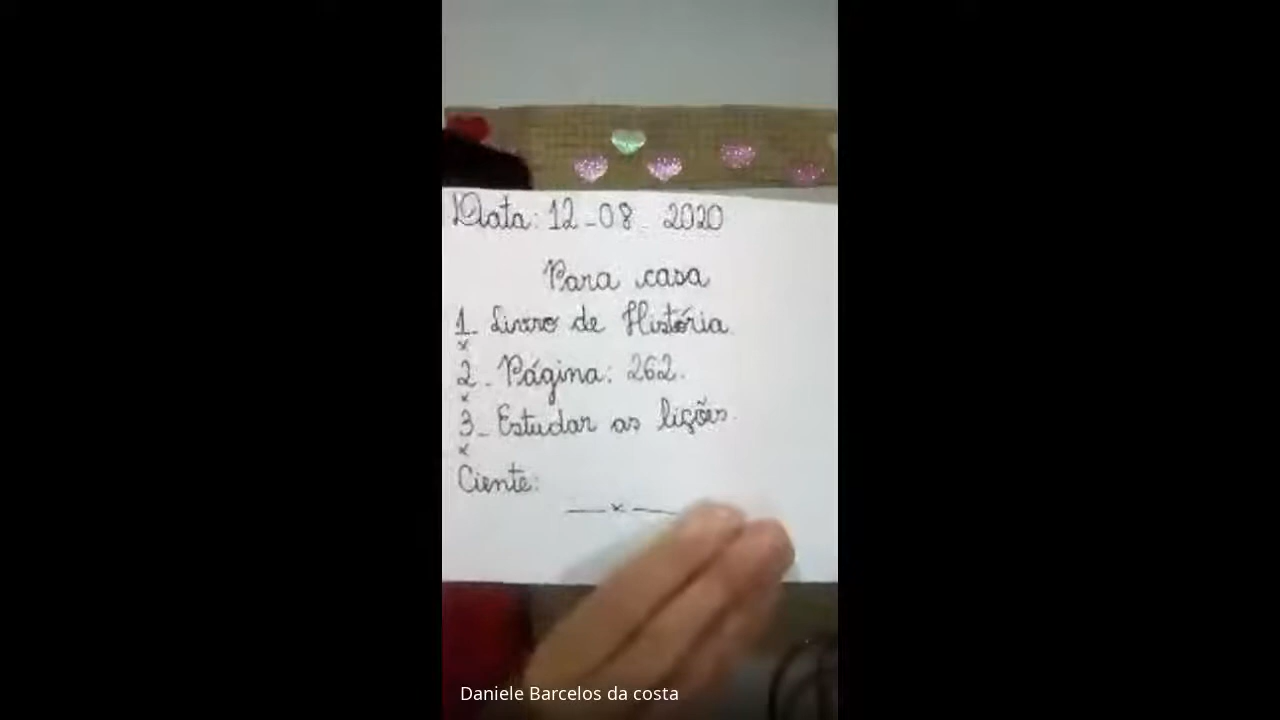 Data: 12-08-2020
Para casa
1- Livro de História.
x
2- Página: 262.
x
3- Estudar as lições.
x
Ciente:
—x—
Daniele Barcelos da costa